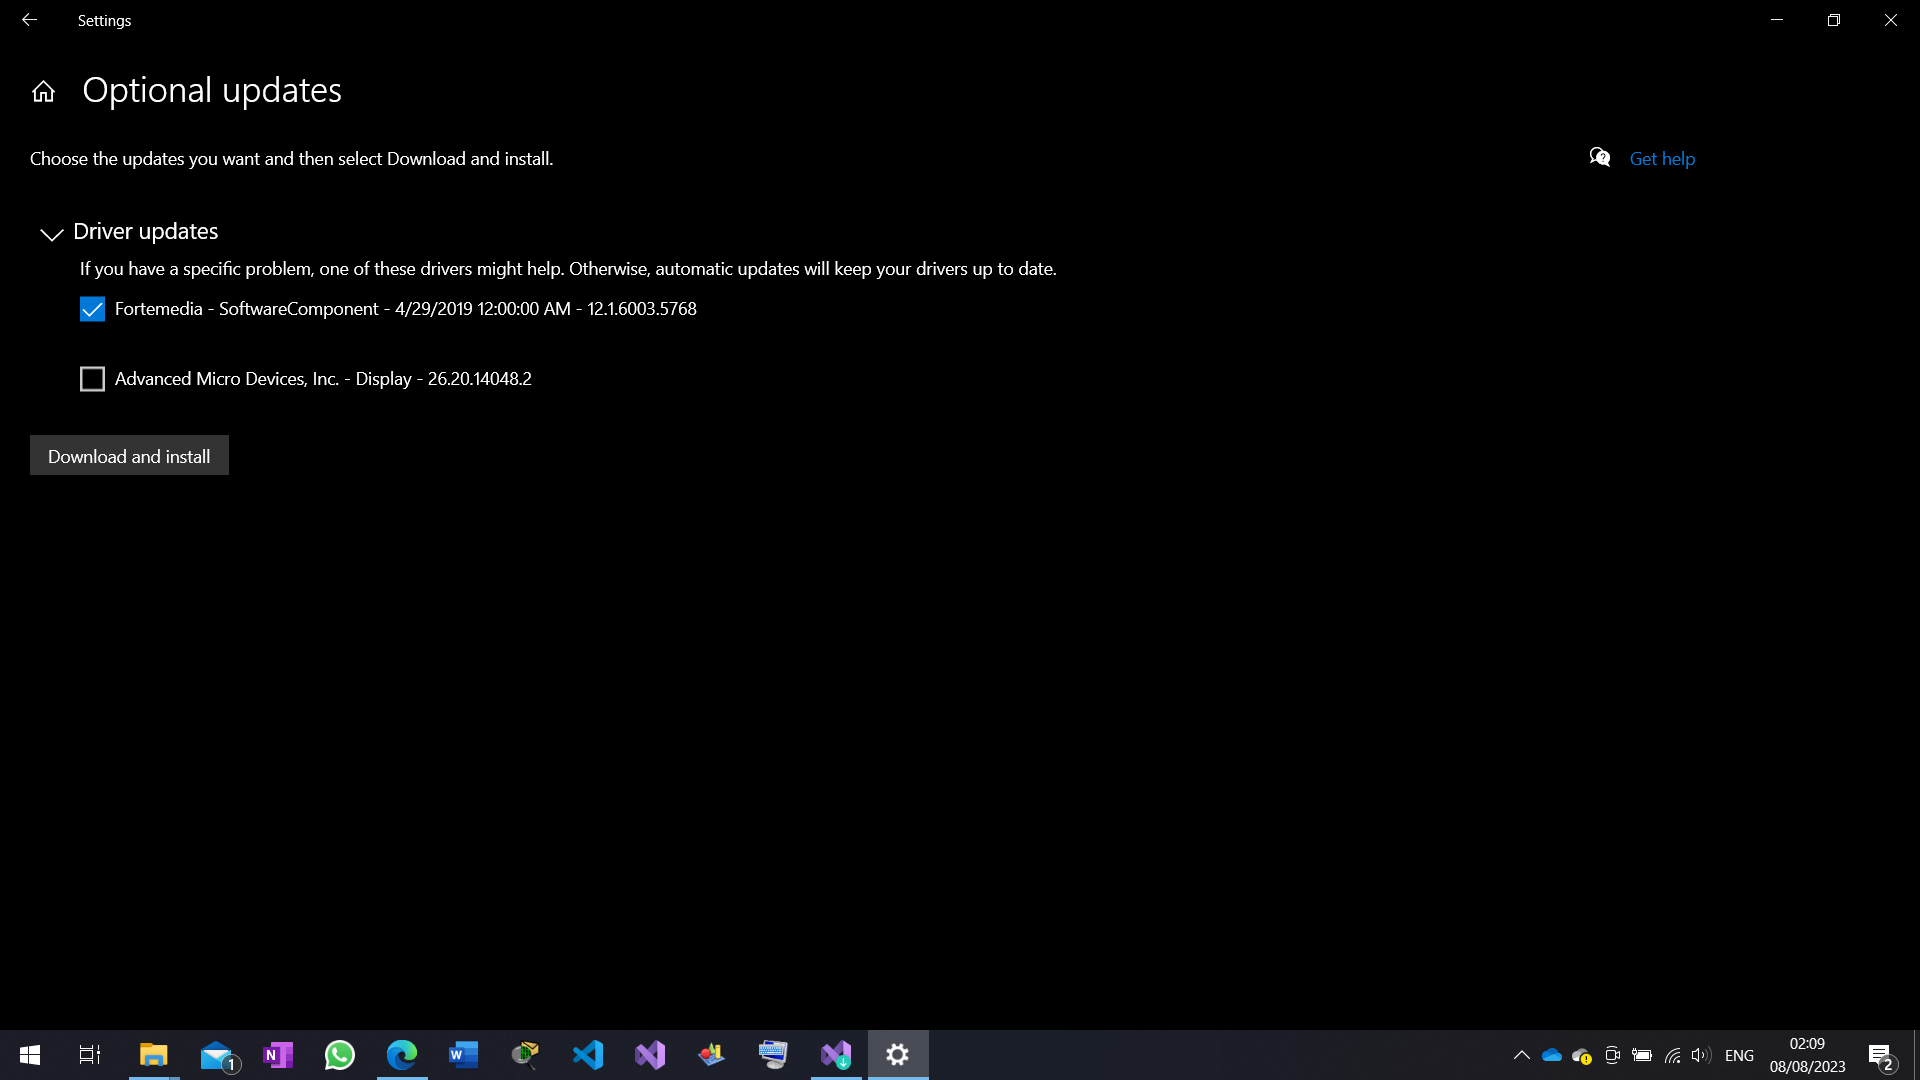 Settings
Optional updates
Choose the updates you want and then select Download and install.
Get help
Driver updates
If you have a specific problem, one of these drivers might help. Otherwise, automatic updates will keep your drivers up to date.
Fortemedia - SoftwareComponent - 4/29/2019 12:00:00 AM - 12.1.6003.5768
Advanced Micro Devices, Inc. - Display - 26.20.14048.2
Download and install
1
N
W
ENG
02:09
08/08/2023
2